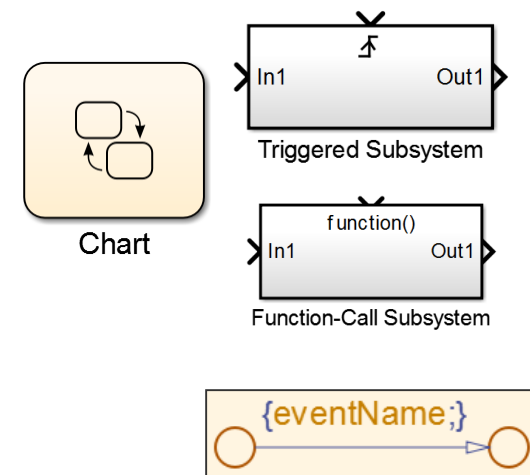 In1
Out1
Triggered Subsystem
Chart
function()
In1
Out1
Function-Call Subsystem
{eventName;}